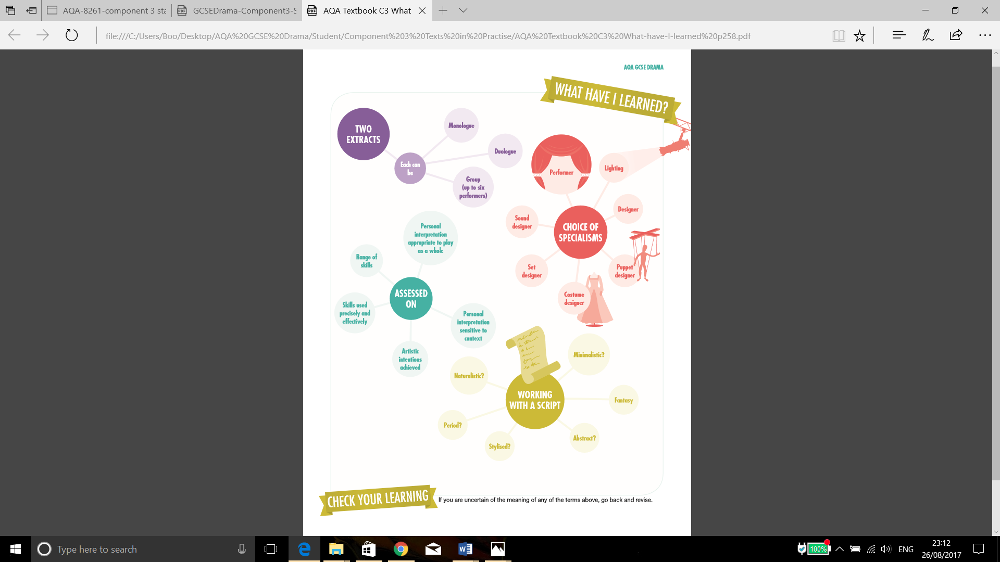 AQA-8261-component 3 sta
GCSEDrama-Component3-S
AQA Textbook C3 What
file:///C:/Users/Boo/Desktop/AQA%20GCSE%20Drama/Student/Component%203%20Texts%20in%20Practise/AQA%20Textbook%20C3%20What-have-I-learned%20p258.pdf
AQA GCSE DRAMA
WHAT HAVE I LEARNED?
TWO
EXTRACTS
Each can
be
Monologue
Duologue
Group
(up to six
performers)
Performer
Lighting
Designer
Sound
designer
CHOICE OF
SPECIALISMS
Set
designer
Puppet
designer
Costume
designer
Personal
interpretation
appropriate to play
as a whole
Range of
skills
ASSESSED
ON
Skills used
precisely and
effectively
Personal
interpretation
sensitive to
context
Artistic
intentions
achieved
Minimalistic?
Naturalistic?
WORKING
WITH A SCRIPT
Fantasy
Period?
Stylised?
Abstract?
CHECK YOUR LEARNING
If you are uncertain of the meaning of any of the terms above, go back and revise.
Type here to search
100%
ENG
23:12
26/08/2017